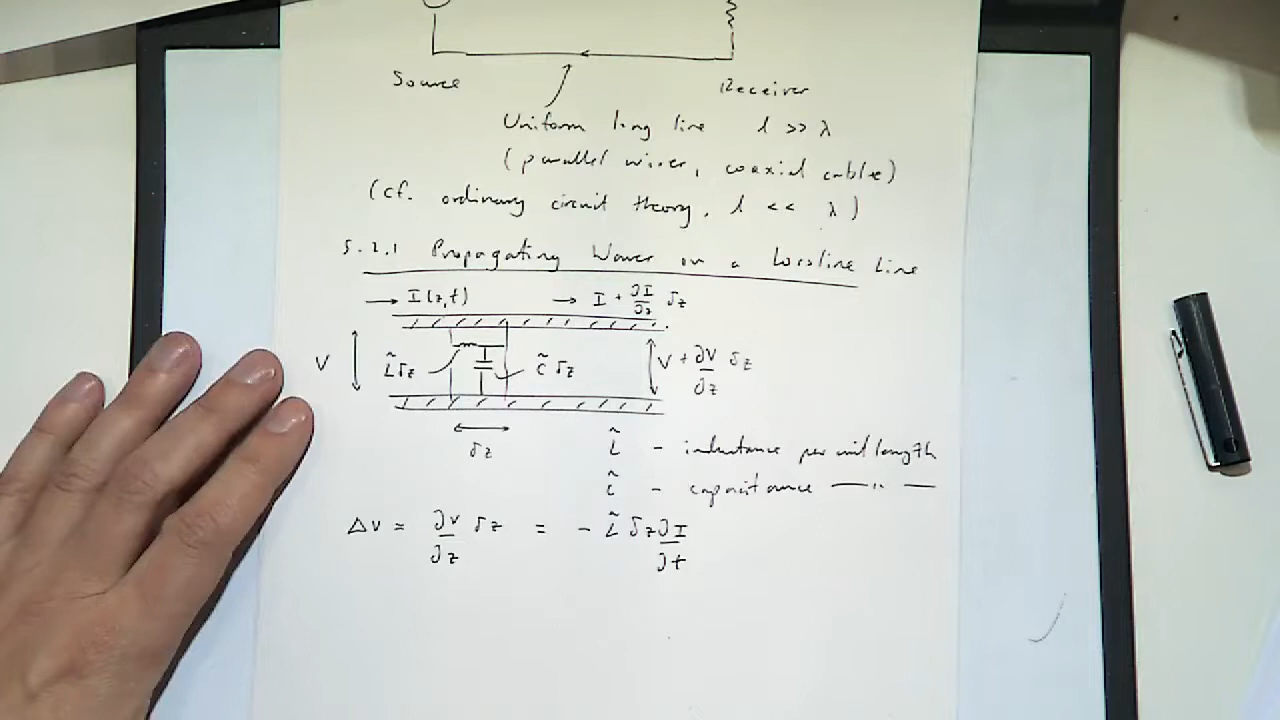 Source
Receiver
Uniform long line l >> λ
(parallel wires, coaxial cables)
(cf. ordinary circuit theory, l << λ)
5.2.1 Propagating Waves on a Lossless Line
→ I(z,t) → I + ∂I/∂z δz
V L̃δz C̃ δz V + ∂V/∂z δz
δz
L̃ - inductance per unit length
C̃ - capacitance —— " ——
ΔV = ∂V/∂z δz = - L̃ δz ∂I/∂t